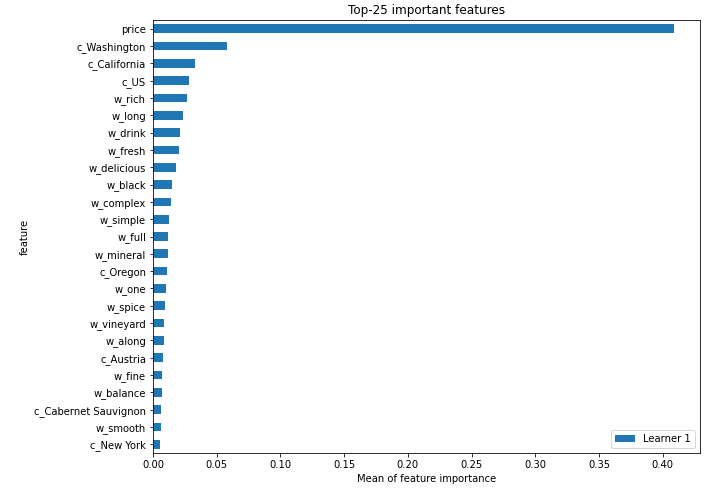 Top-25 important features
price
c_Washington
c_California
c_US
w_rich
w_long
w_drink
w_fresh
w_delicious
w_black
w_complex
w_simple
w_full
w_mineral
c_Oregon
w_one
w_spice
w_vineyard
w_along
c_Austria
w_fine
w_balance
c_Cabernet Sauvignon
w_smooth
c_New York
feature
Learner 1
0.00 0.05 0.10 0.15 0.20 0.25 0.30 0.35 0.40
Mean of feature importance